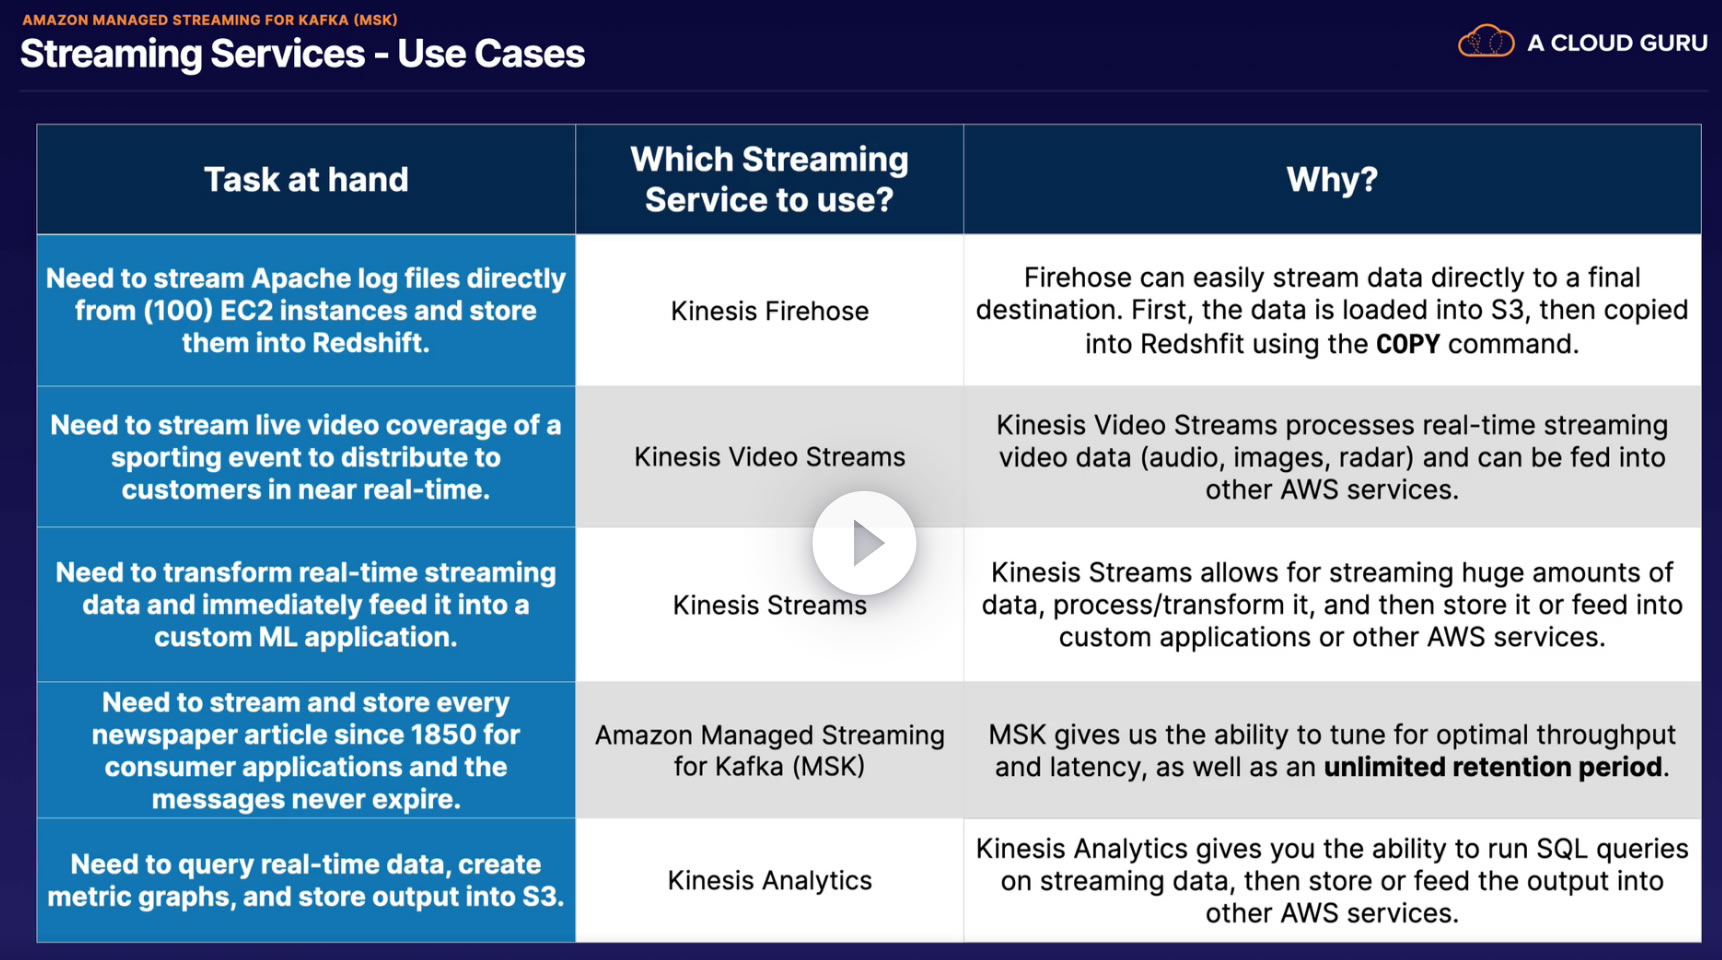 AMAZON MANAGED STREAMING FOR KAFKA (MSK)
Streaming Services - Use Cases
A CLOUD GURU
Task at hand
Which Streaming
Service to use?
Why?
Need to stream Apache log files directly
from (100) EC2 instances and store
them into Redshift.
Kinesis Firehose
Firehose can easily stream data directly to a final
destination. First, the data is loaded into S3, then copied
into Redshfit using the COPY command.
Need to stream live video coverage of a
sporting event to distribute to
customers in near real-time.
Kinesis Video Streams
Kinesis Video Streams processes real-time streaming
video data (audio, images, radar) and can be fed into
other AWS services.
Need to transform real-time streaming
data and immediately feed it into a
custom ML application.
Kinesis Streams
Kinesis Streams allows for streaming huge amounts of
data, process/transform it, and then store it or feed into
custom applications or other AWS services.
Need to stream and store every
newspaper article since 1850 for
consumer applications and the
messages never expire.
Amazon Managed Streaming
for Kafka (MSK)
MSK gives us the ability to tune for optimal throughput
and latency, as well as an unlimited retention period.
Need to query real-time data, create
metric graphs, and store output into S3.
Kinesis Analytics
Kinesis Analytics gives you the ability to run SQL queries
on streaming data, then store or feed the output into
other AWS services.